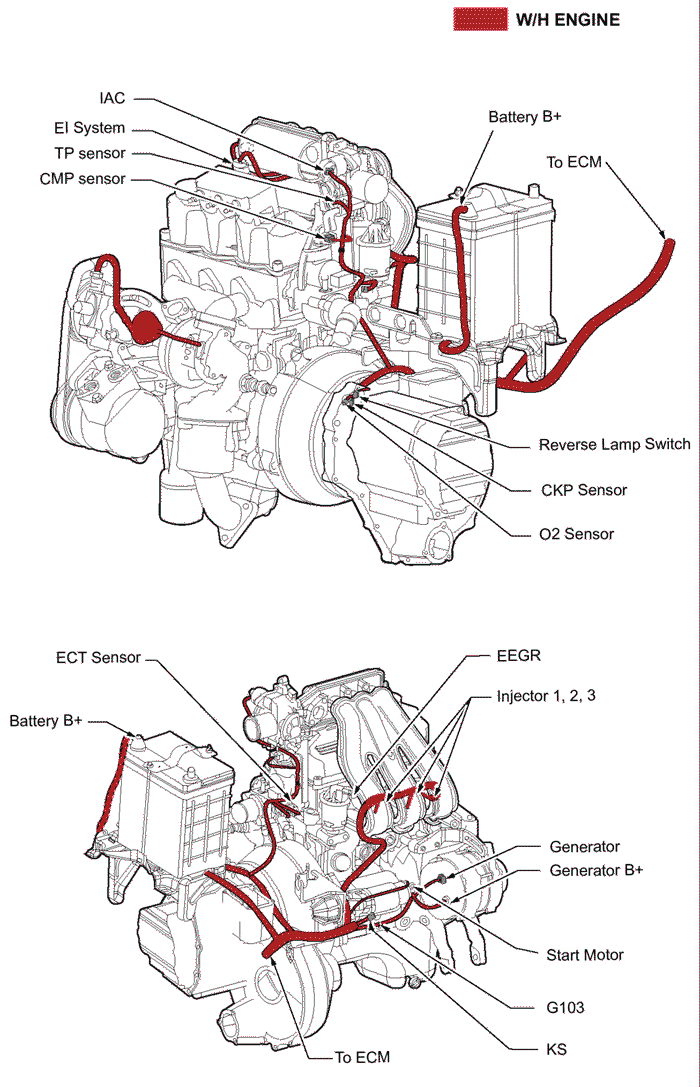 W/H ENGINE
IAC
EI System
TP sensor
CMP sensor
Battery B+
To ECM
Reverse Lamp Switch
CKP Sensor
O2 Sensor
ECT Sensor
EEGR
Injector 1, 2, 3
Battery B+
Generator
Generator B+
Start Motor
G103
KS
To ECM